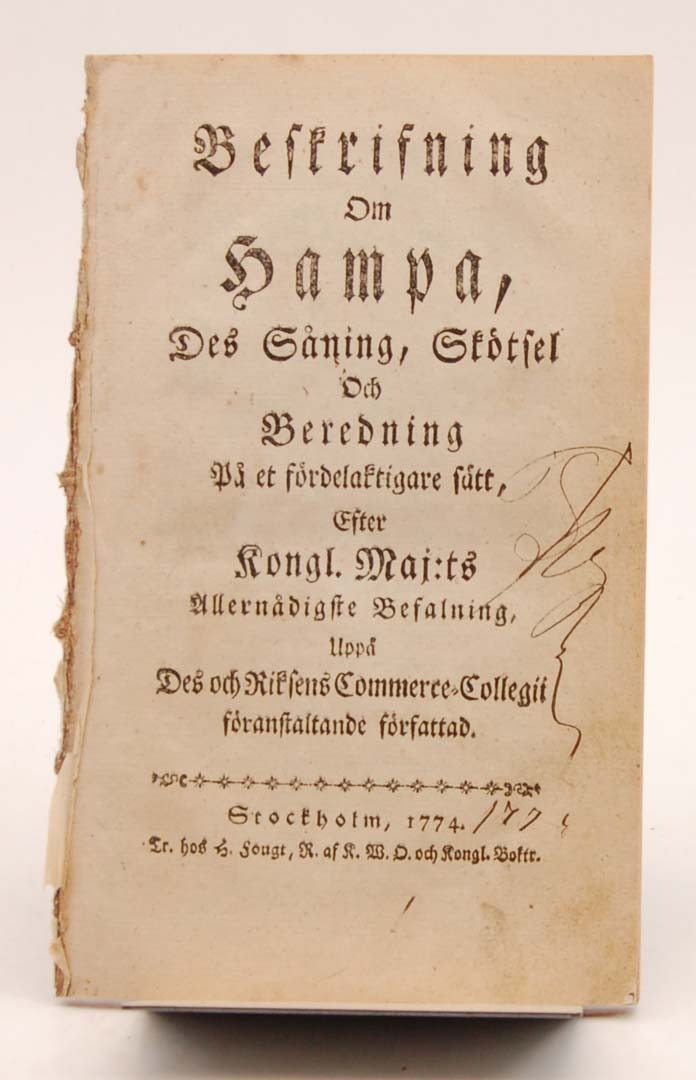 Beskrifning
Om
Hampa,
Des Såning, Skötsel
Och
Beredning
På et fördelaktigare sätt,
Efter
Kongl. Maj:ts
Allernådigste Befalning,
Uppå
Des och Riksens Commerce-Collegii
föranstaltande författad.
Stockholm, 1774.
Tr. hos H. Fougt, R. af K. W. O. och Kongl. Boktr.